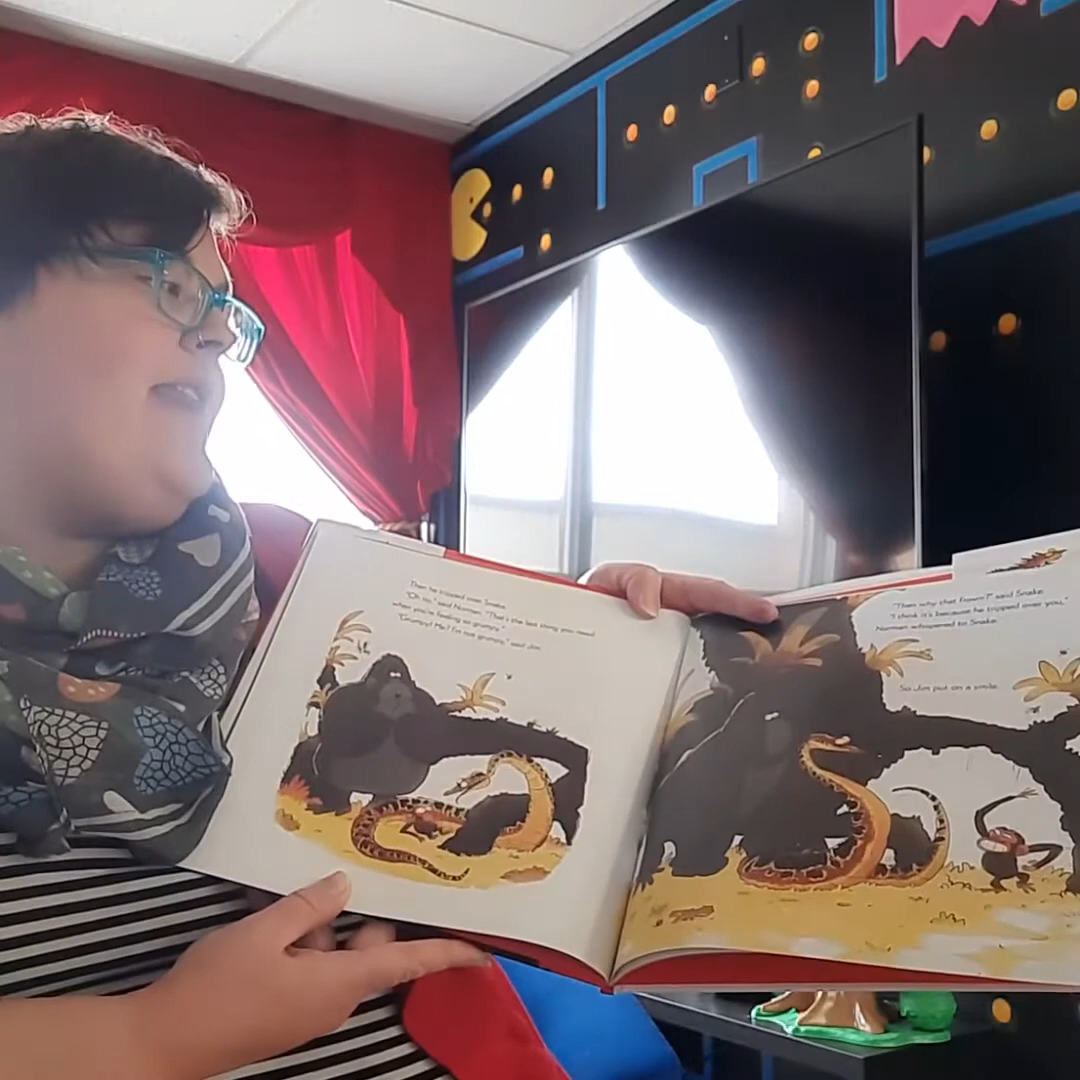 Then he tripped over Snake.
"Oh no," said Norman. "That's the last thing you need
when you're feeling so grumpy."
"Grumpy! Me? I'm not grumpy," said Jim.
"Then why that frown?" said Snake.
"I think it's because he tripped over you,"
Norman whispered to Snake.
So Jim put on a smile.